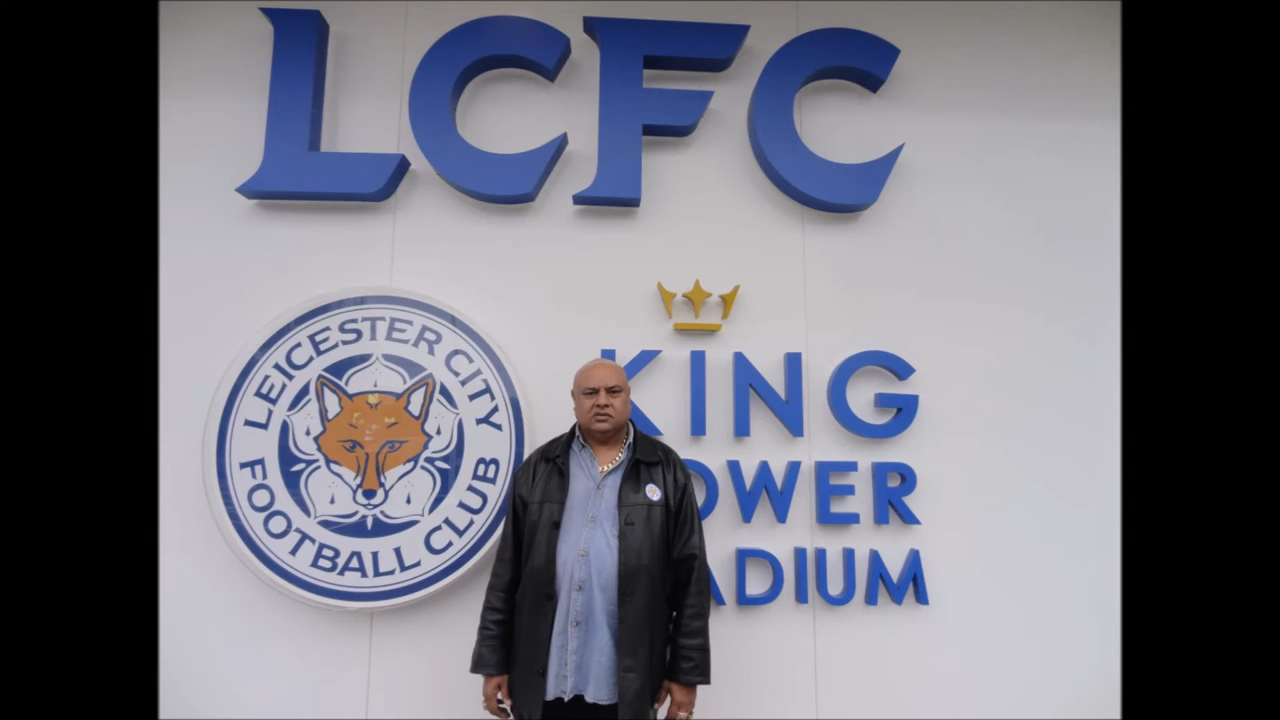 LCFC
LEICESTER CITY
FOOTBALL CLUB
KING
OWER
ADIUM